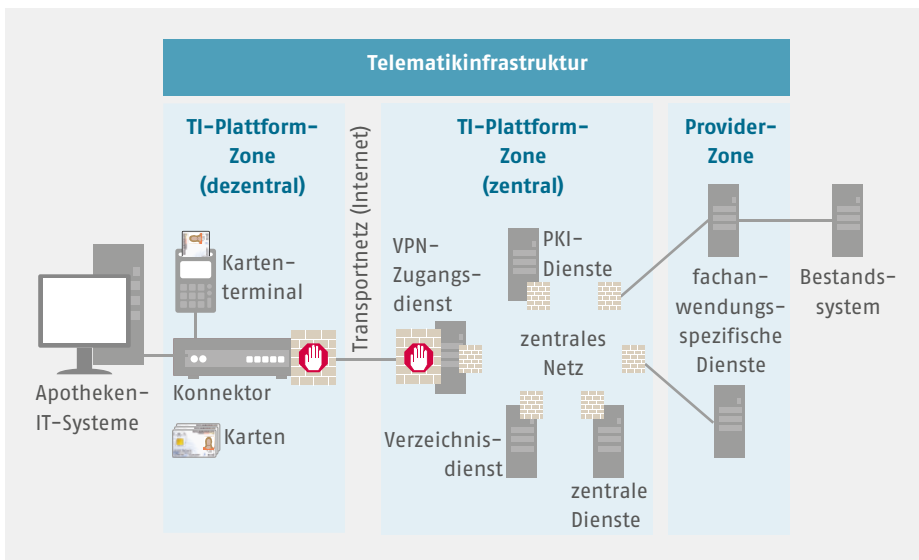 Telematikinfrastruktur
TI-Plattform-
Zone
(dezentral)
Transportnetz (Internet)
TI-Plattform-
Zone
(zentral)
Provider-
Zone
Karten-
terminal
VPN-
Zugangs-
dienst
PKI-
Dienste
fachan-
wendungs-
spezifische
Dienste
Bestands-
system
zentrales
Netz
Apotheken-
IT-Systeme
Konnektor
Karten
Verzeichnis-
dienst
zentrale
Dienste